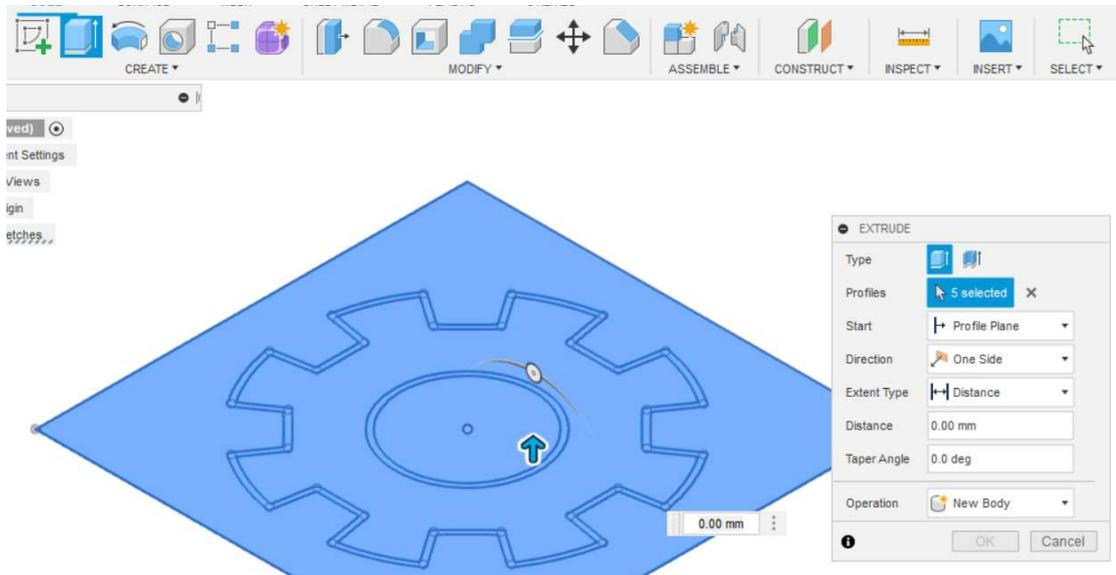 CREATE ▾ MODIFY ▾ ASSEMBLE ▾ CONSTRUCT ▾ INSPECT ▾ INSERT ▾ SELECT ▾
ved)
ent Settings
Views
igin
etches
EXTRUDE
Type
Profiles 5 selected
Start Profile Plane
Direction One Side
Extent Type Distance
Distance 0.00 mm
Taper Angle 0.0 deg
Operation New Body
0.00 mm
OK Cancel